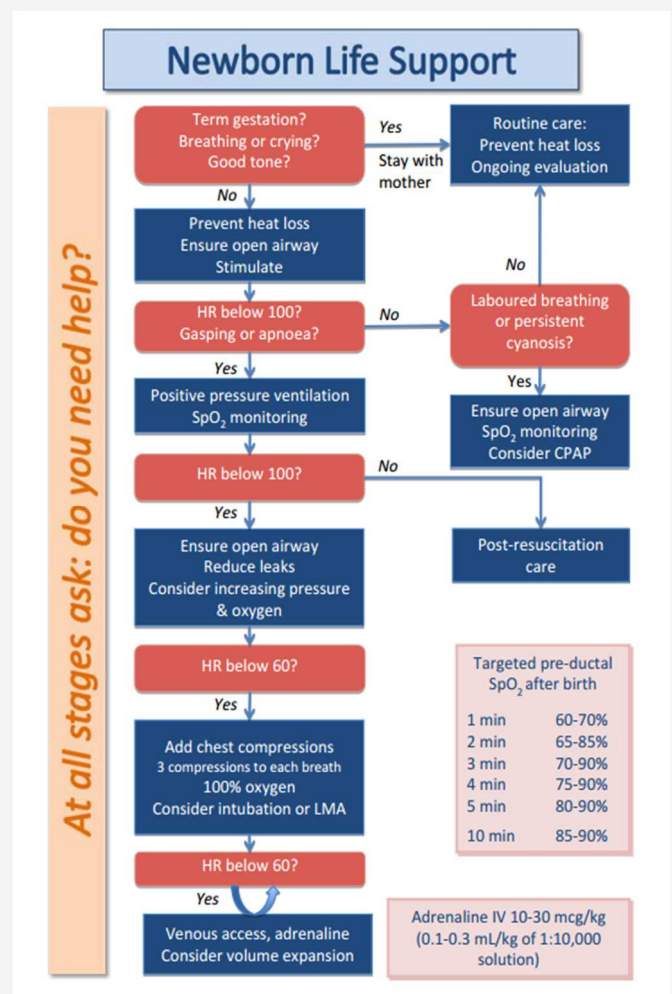 Newborn Life Support
At all stages ask: do you need help?
Term gestation?
Breathing or crying?
Good tone?
Yes
Stay with
mother
Routine care:
Prevent heat loss
Ongoing evaluation
No
Prevent heat loss
Ensure open airway
Stimulate
No
HR below 100?
Gasping or apnoea?
No
Laboured breathing
or persistent
cyanosis?
Yes
Yes
Positive pressure ventilation
SpO₂ monitoring
Ensure open airway
SpO₂ monitoring
Consider CPAP
HR below 100?
No
Yes
Ensure open airway
Reduce leaks
Consider increasing pressure
& oxygen
Post-resuscitation
care
HR below 60?
Yes
Add chest compressions
3 compressions to each breath
100% oxygen
Consider intubation or LMA
HR below 60?
Yes
Venous access, adrenaline
Consider volume expansion
Targeted pre-ductal
SpO₂ after birth
1 min 60-70%
2 min 65-85%
3 min 70-90%
4 min 75-90%
5 min 80-90%
10 min 85-90%
Adrenaline IV 10-30 mcg/kg
(0.1-0.3 mL/kg of 1:10,000
solution)